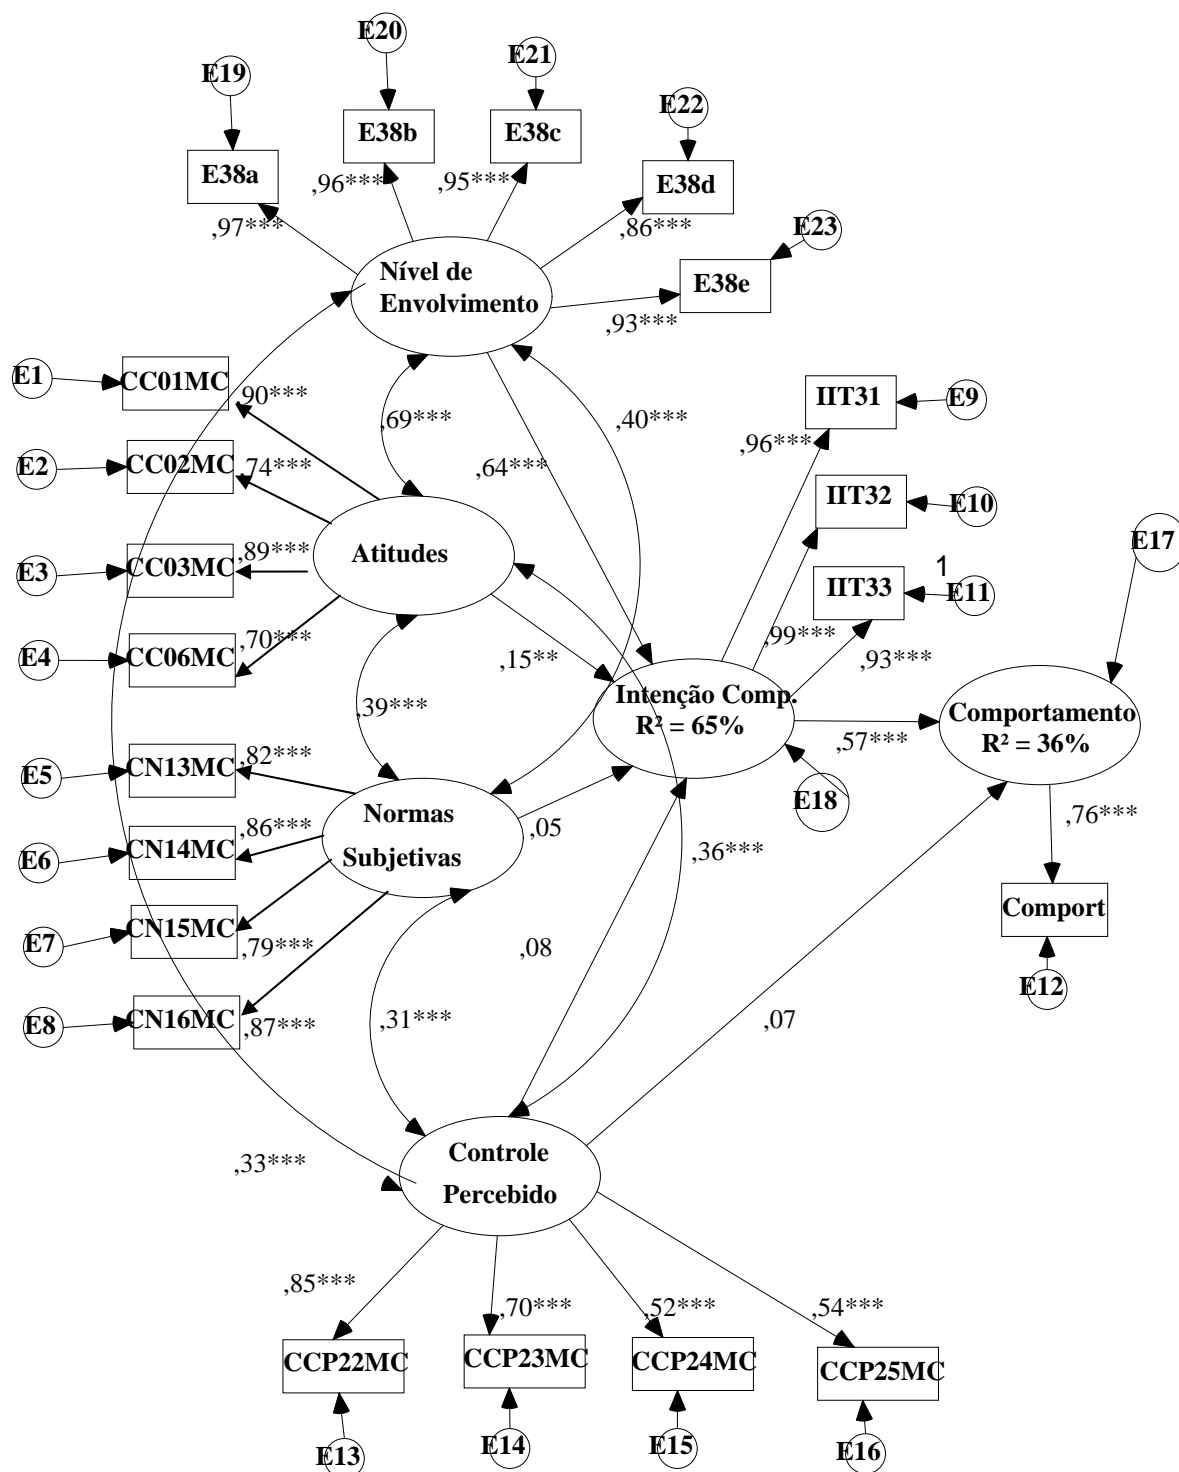 E20
E21
E19
E22
E38b
E38c
E38a
E38d
E23
,96***
,95***
,97***
,86***
Nível de
Envolvimento
E38e
,93***
E1
CC01MC
,90***
,69***
,40***
IIT31
E9
,96***
E2
CC02MC
,74***
,64***
IIT32
E10
E17
E3
CC03MC
,89***
Atitudes
IIT33
1
E11
,99***
,93***
E4
CC06MC
,70***
,15**
,39***
Intenção Comp.
R² = 65%
,57***
Comportamento
R² = 36%
E5
CN13MC
,82***
E18
Normas
Subjetivas
,05
,76***
E6
CN14MC
,86***
,36***
E7
CN15MC
,79***
,08
Comport
E12
E8
CN16MC
,87***
,31***
,07
,33***
Controle
Percebido
,85***
,70***
,52***
,54***
CCP22MC
CCP23MC
CCP24MC
CCP25MC
E13
E14
E15
E16